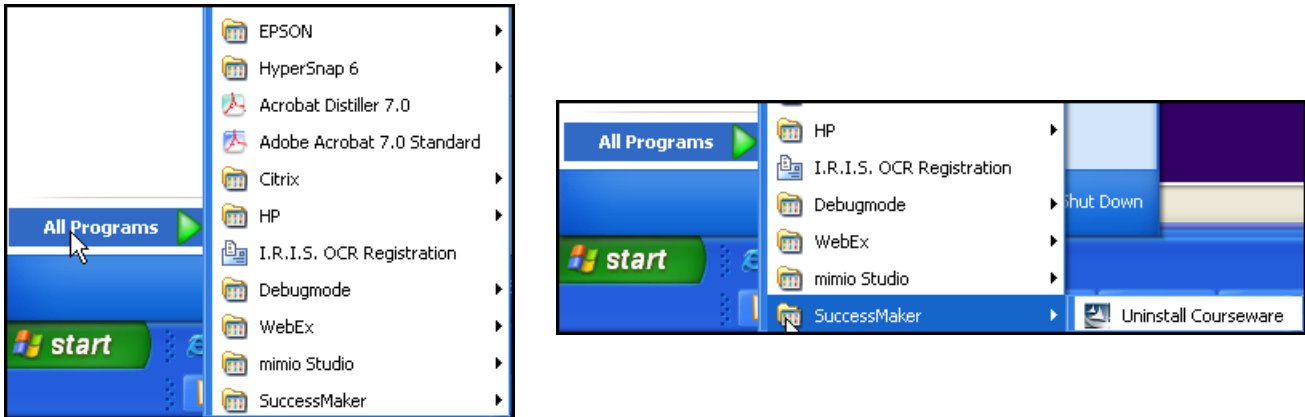 EPSON
HyperSnap 6
Acrobat Distiller 7.0
Adobe Acrobat 7.0 Standard
Citrix
HP
All Programs
I.R.I.S. OCR Registration
Debugmode
WebEx
start
mimio Studio
SuccessMaker
HP
All Programs
I.R.I.S. OCR Registration
Debugmode
Shut Down
WebEx
start
mimio Studio
SuccessMaker
Uninstall Courseware